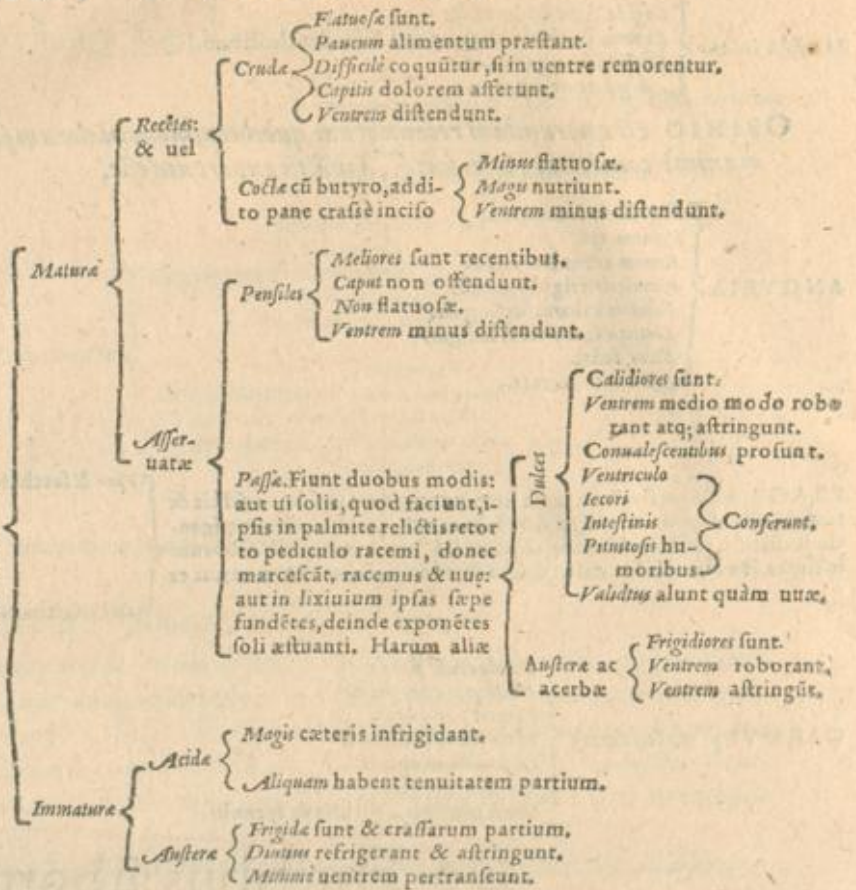 Maturæ
Recẽtes:
& uel
Crudæ
Flatuosæ sunt.
Paucum alimentum præstant.
Difficilè coquũtur, si in uentre remorentur.
Capitis dolorem afferunt.
Ventrem distendunt.
Coctæ cũ butyro, addi-
to pane crassè inciso
Minus flatuosæ.
Magis nutriunt.
Ventrem minus distendunt.
Asser-
uatæ
Pensiles
Meliores sunt recentibus.
Caput non offendunt.
Non flatuosæ.
Ventrem minus distendunt.
Passæ. Fiunt duobus modis:
aut ui solis, quod faciunt, i-
psis in palmite relictis retor
to pediculo racemi, donec
marcescãt, racemus & uuę:
aut in lixiuium ipsas sæpe
fundẽtes, deinde exponẽtes
soli æstuanti. Harum aliæ
Dulces
Calidiores sunt.
Ventrem medio modo robo
rant atq; astringunt.
Conualescentibus prosunt.
Ventriculo
Iecori
Intestinis
Pituitosis hu-
moribus.
Conferunt.
Validius alunt quàm uuæ.
Austeræ ac
acerbæ
Frigidiores sunt.
Ventrem roborant.
Ventrem astringũt.
Immaturæ
Acidæ
Magis cæteris infrigidant.
Aliquam habent tenuitatem partium.
Austeræ
Frigidæ sunt & crassarum partium.
Diutius refrigerant & astringunt.
Minimè uentrem pertranseunt.